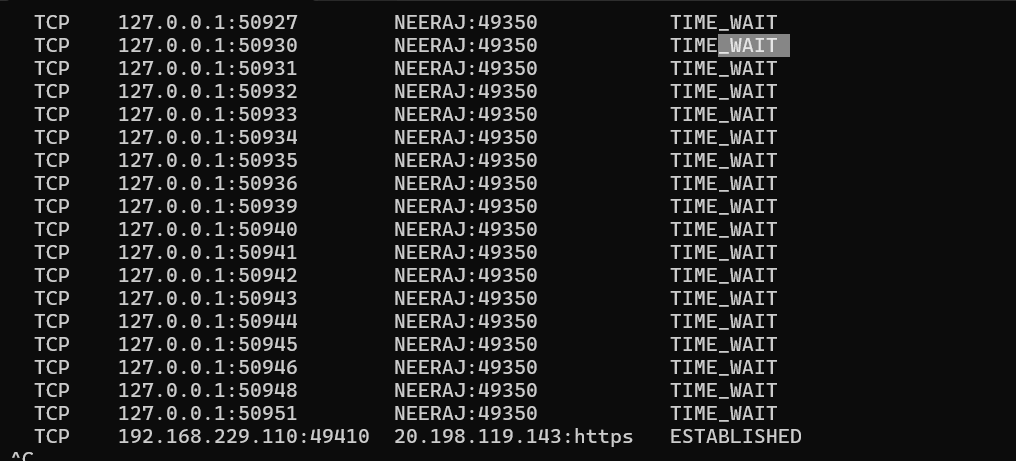 TCP 127.0.0.1:50927 NEERAJ:49350 TIME_WAIT
TCP 127.0.0.1:50930 NEERAJ:49350 TIME_WAIT
TCP 127.0.0.1:50931 NEERAJ:49350 TIME_WAIT
TCP 127.0.0.1:50932 NEERAJ:49350 TIME_WAIT
TCP 127.0.0.1:50933 NEERAJ:49350 TIME_WAIT
TCP 127.0.0.1:50934 NEERAJ:49350 TIME_WAIT
TCP 127.0.0.1:50935 NEERAJ:49350 TIME_WAIT
TCP 127.0.0.1:50936 NEERAJ:49350 TIME_WAIT
TCP 127.0.0.1:50939 NEERAJ:49350 TIME_WAIT
TCP 127.0.0.1:50940 NEERAJ:49350 TIME_WAIT
TCP 127.0.0.1:50941 NEERAJ:49350 TIME_WAIT
TCP 127.0.0.1:50942 NEERAJ:49350 TIME_WAIT
TCP 127.0.0.1:50943 NEERAJ:49350 TIME_WAIT
TCP 127.0.0.1:50944 NEERAJ:49350 TIME_WAIT
TCP 127.0.0.1:50945 NEERAJ:49350 TIME_WAIT
TCP 127.0.0.1:50946 NEERAJ:49350 TIME_WAIT
TCP 127.0.0.1:50948 NEERAJ:49350 TIME_WAIT
TCP 127.0.0.1:50951 NEERAJ:49350 TIME_WAIT
TCP 192.168.229.110:49410 20.198.119.143:https ESTABLISHED
^C